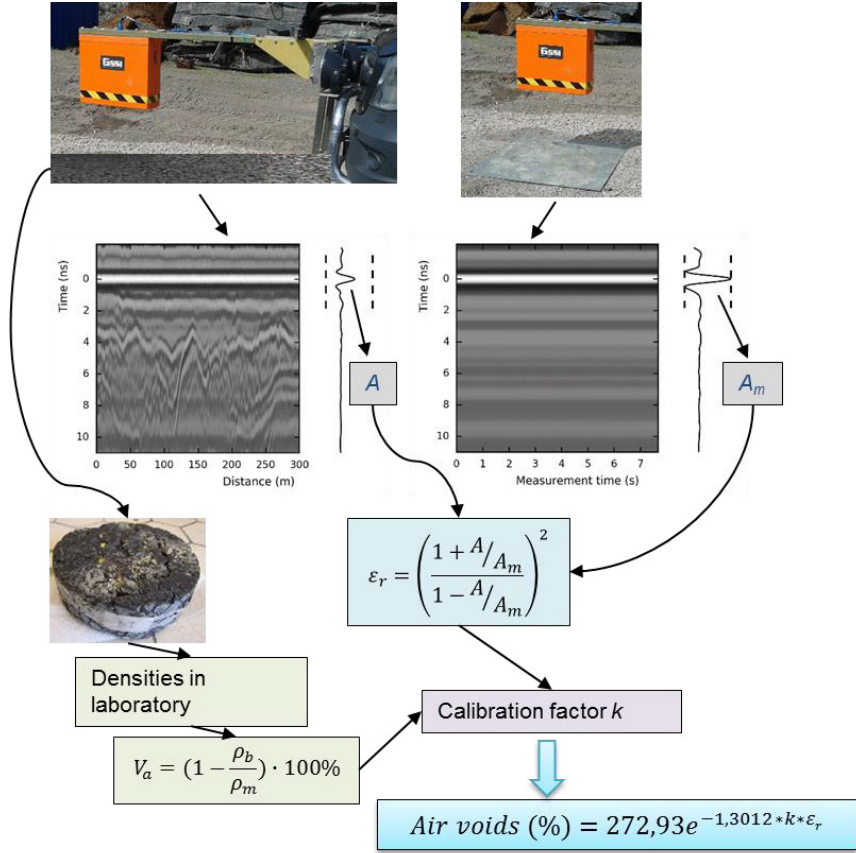 GSSI
GSSI
Time (ns)
0
2
4
6
8
10
0 50 100 150 200 250 300
Distance (m)
A
Time (ns)
0
2
4
6
8
10
0 1 2 3 4 5 6 7
Measurement time (s)
A_m
ε_r = ((1 + A/A_m)/(1 − A/A_m))^2
Densities in
laboratory
V_a = (1 − ρ_b/ρ_m) · 100%
Calibration factor k
Air voids (%) = 272,93e^{−1,3012*k*ε_r}